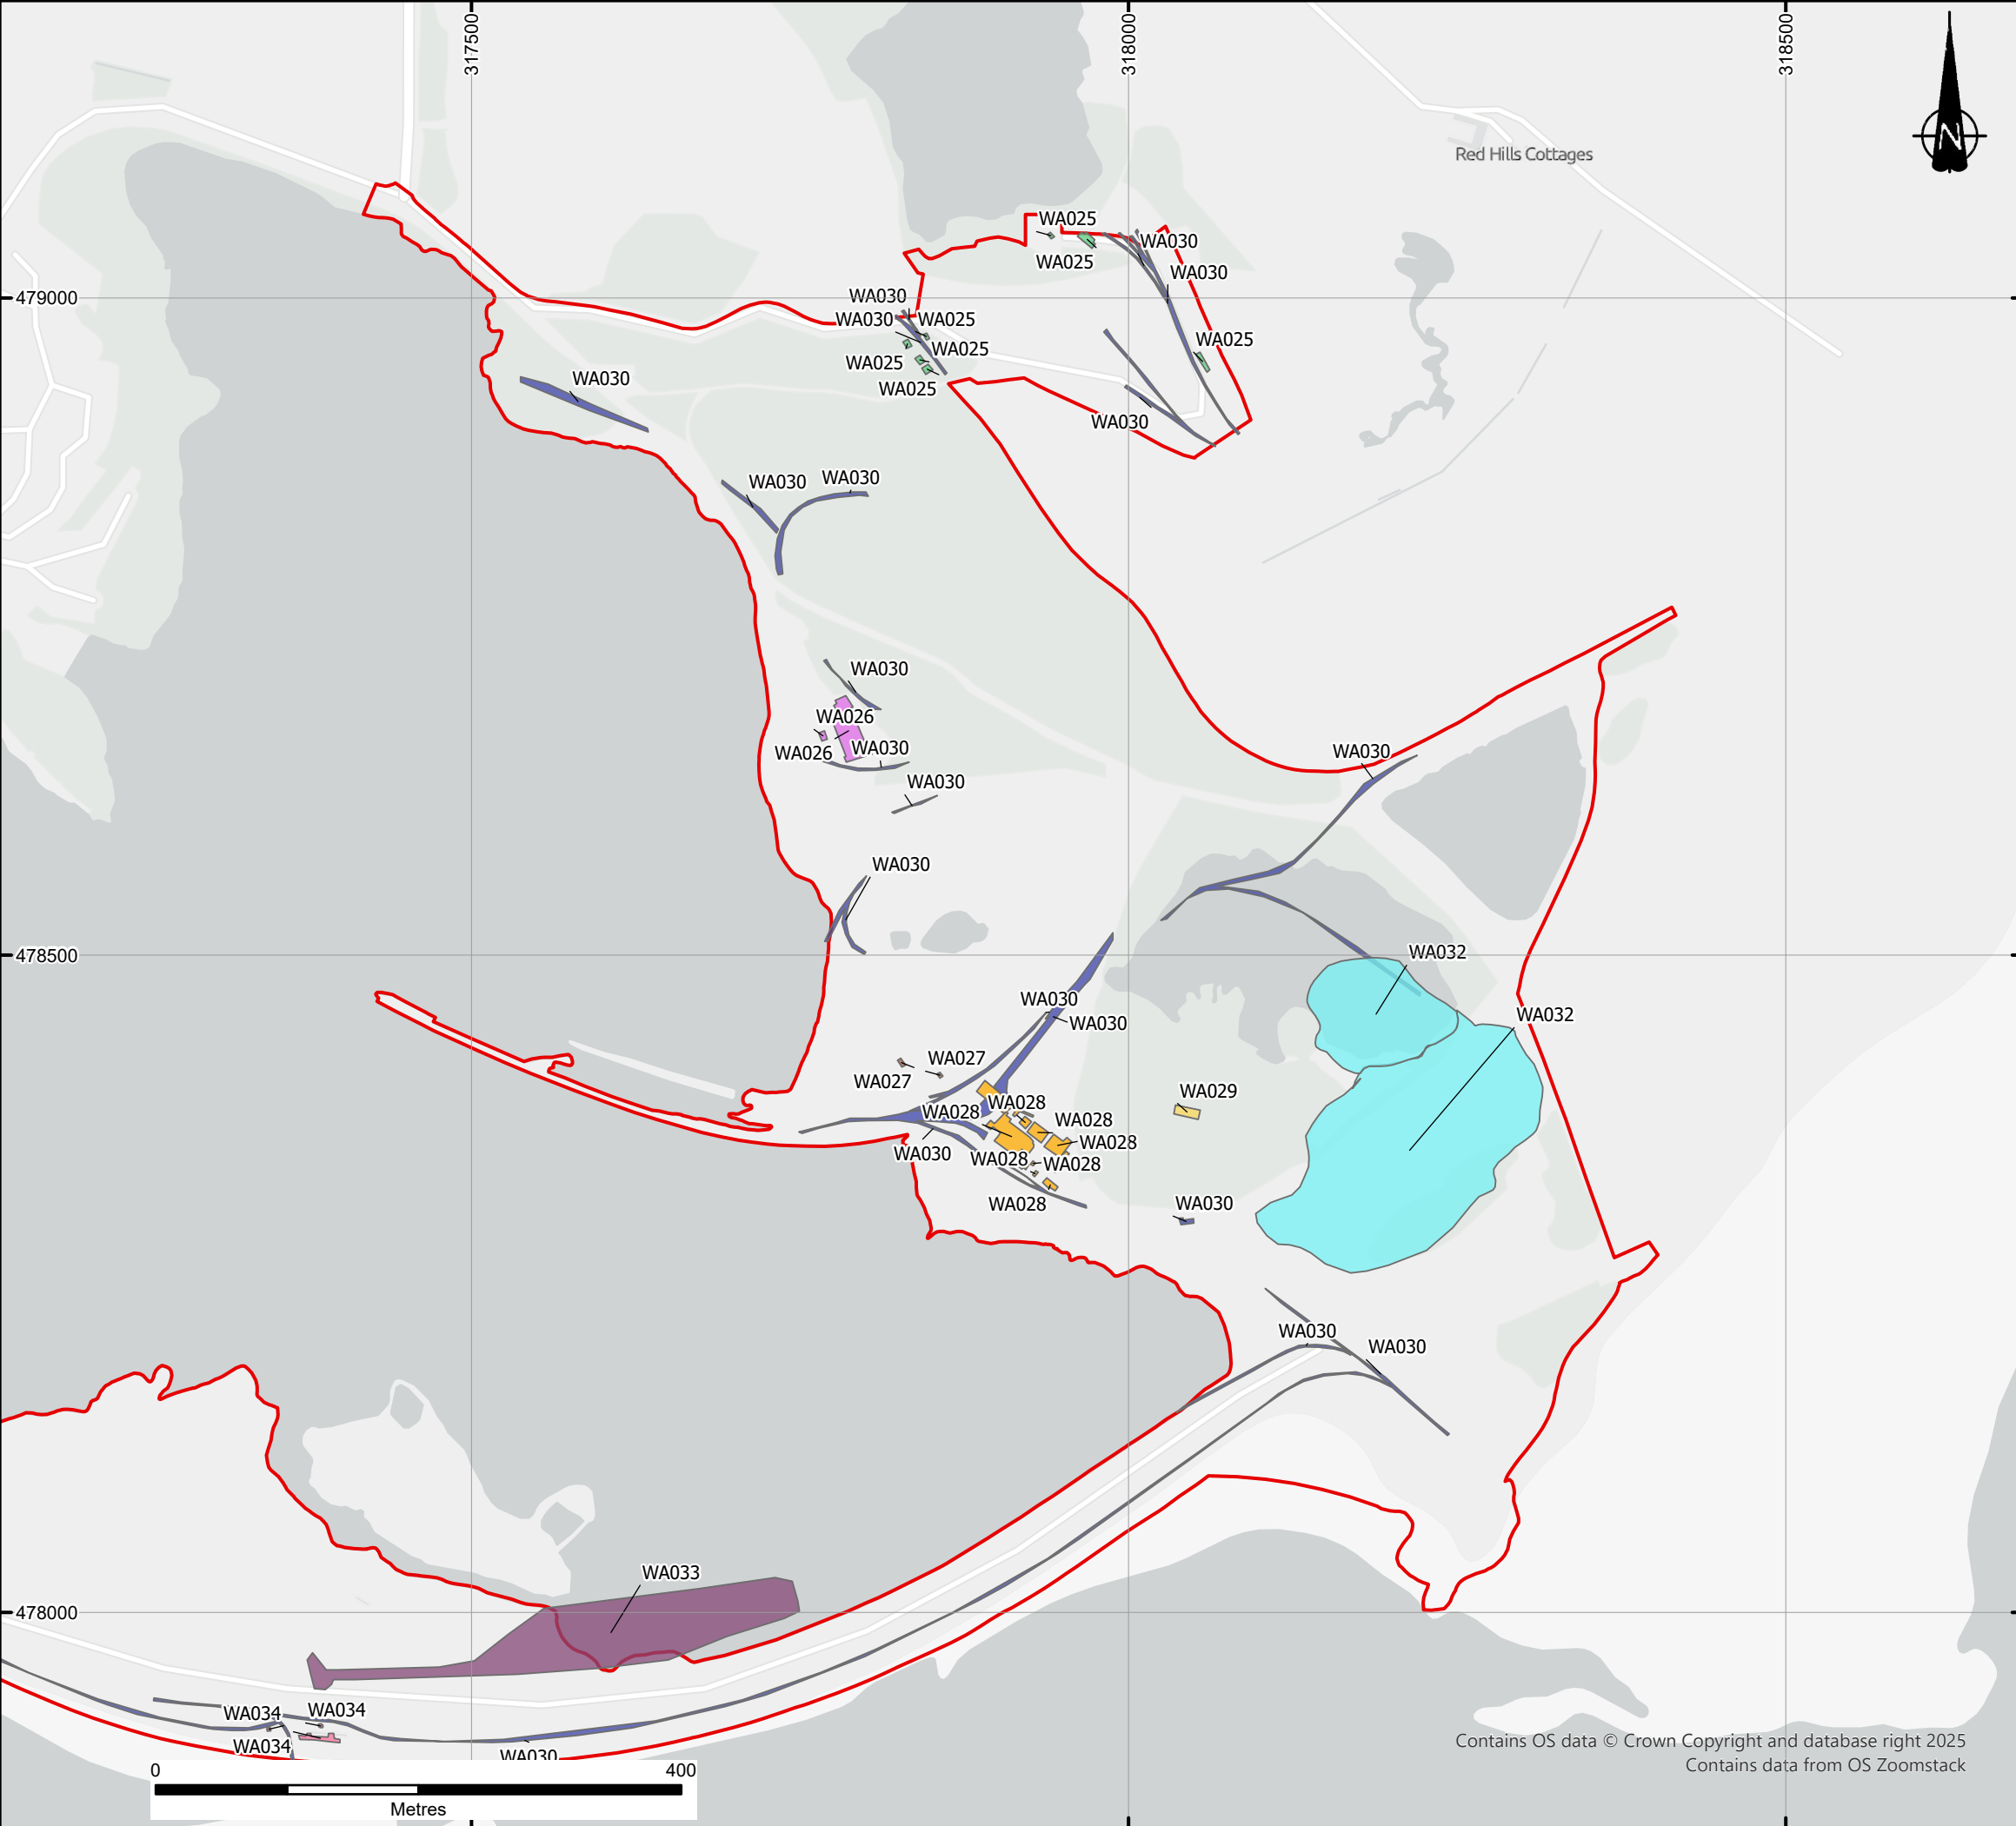 317500
318000
318500
N
Red Hills Cottages
WA025
WA030
WA025
WA030
479000
WA030
WA030
WA025
WA025
WA025
WA025
WA025
WA030
WA030
WA030
WA030
WA030
WA026
WA026
WA030
WA030
WA030
WA030
478500
WA032
WA030
WA032
WA030
WA027
WA027
WA029
WA028
WA028
WA028
WA028
WA030
WA028
WA028
WA028
WA030
WA030
WA030
WA033
478000
WA034
WA034
WA034
WA030
Contains OS data © Crown Copyright and database right 2025
Contains data from OS Zoomstack
0
400
Metres